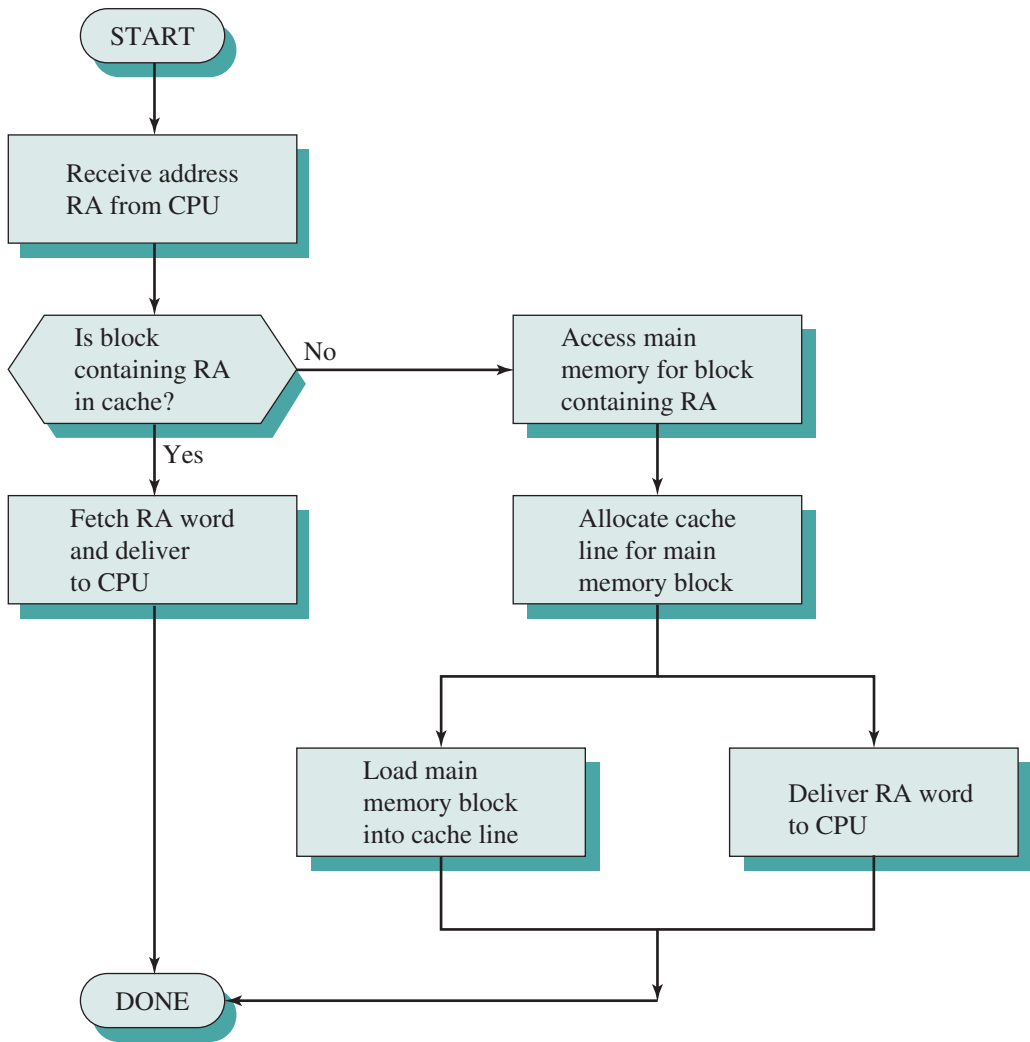 START
Receive address
RA from CPU
Is block
containing RA
in cache?
No
Yes
Access main
memory for block
containing RA
Fetch RA word
and deliver
to CPU
Allocate cache
line for main
memory block
Load main
memory block
into cache line
Deliver RA word
to CPU
DONE